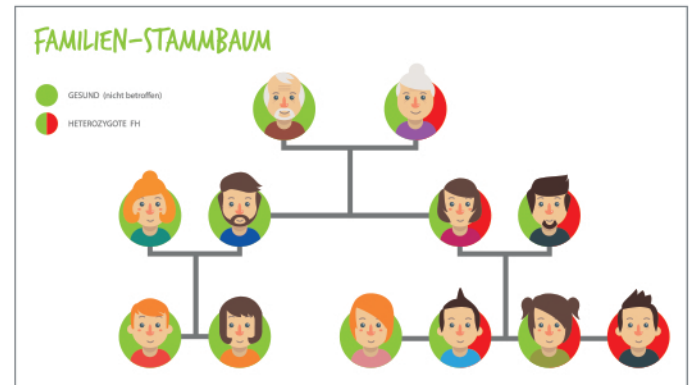 FAMILIEN-STAMMBAUM
GESUND (nicht betroffen)
HETEROZYGOTE FH